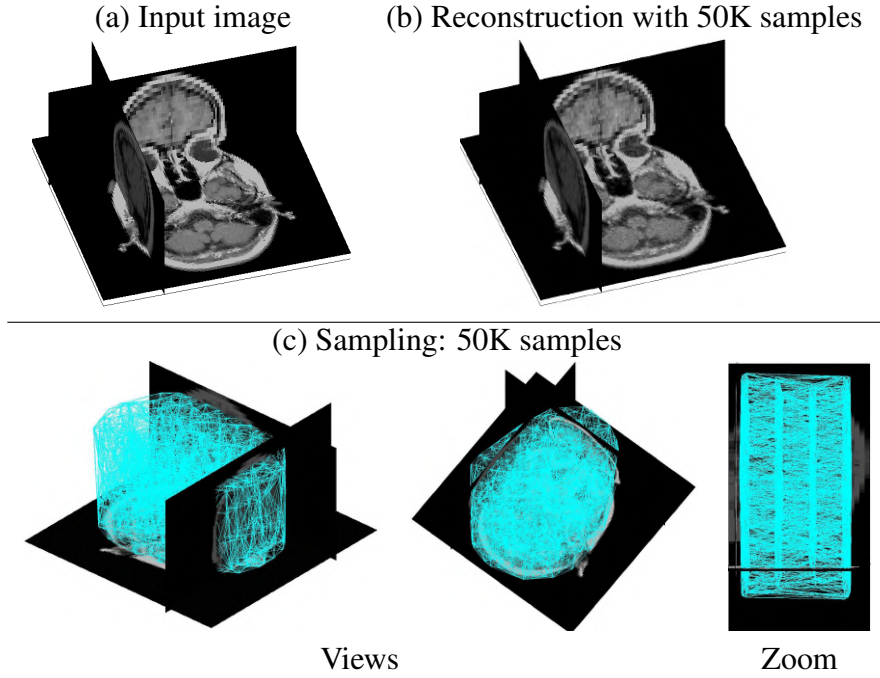 (a) Input image
(b) Reconstruction with 50K samples
(c) Sampling: 50K samples
Views
Zoom